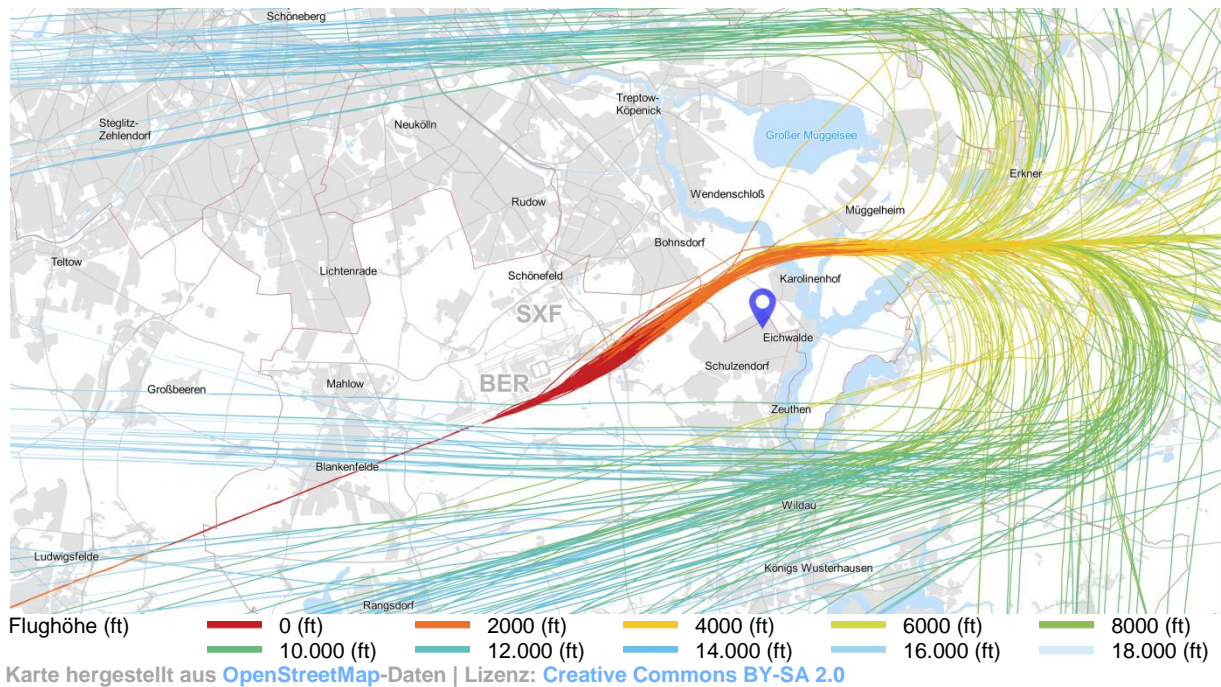 Schöneberg
Treptow-
Köpenick
Steglitz-
Zehlendorf
Neukölln
Großer Müggelsee
Erkner
Wendenschloß
Rudow
Müggelheim
Bohnsdorf
Teltow
Lichtenrade
Schönefeld
Karolinenhof
SXF
Eichwalde
Schulzendorf
BER
Mahlow
Großbeeren
Zeuthen
Blankenfelde
Wildau
Ludwigsfelde
Königs Wusterhausen
Rangsdorf
Flughöhe (ft) 0 (ft) 2000 (ft) 4000 (ft) 6000 (ft) 8000 (ft)
10.000 (ft) 12.000 (ft) 14.000 (ft) 16.000 (ft) 18.000 (ft)
Karte hergestellt aus OpenStreetMap-Daten | Lizenz: Creative Commons BY-SA 2.0